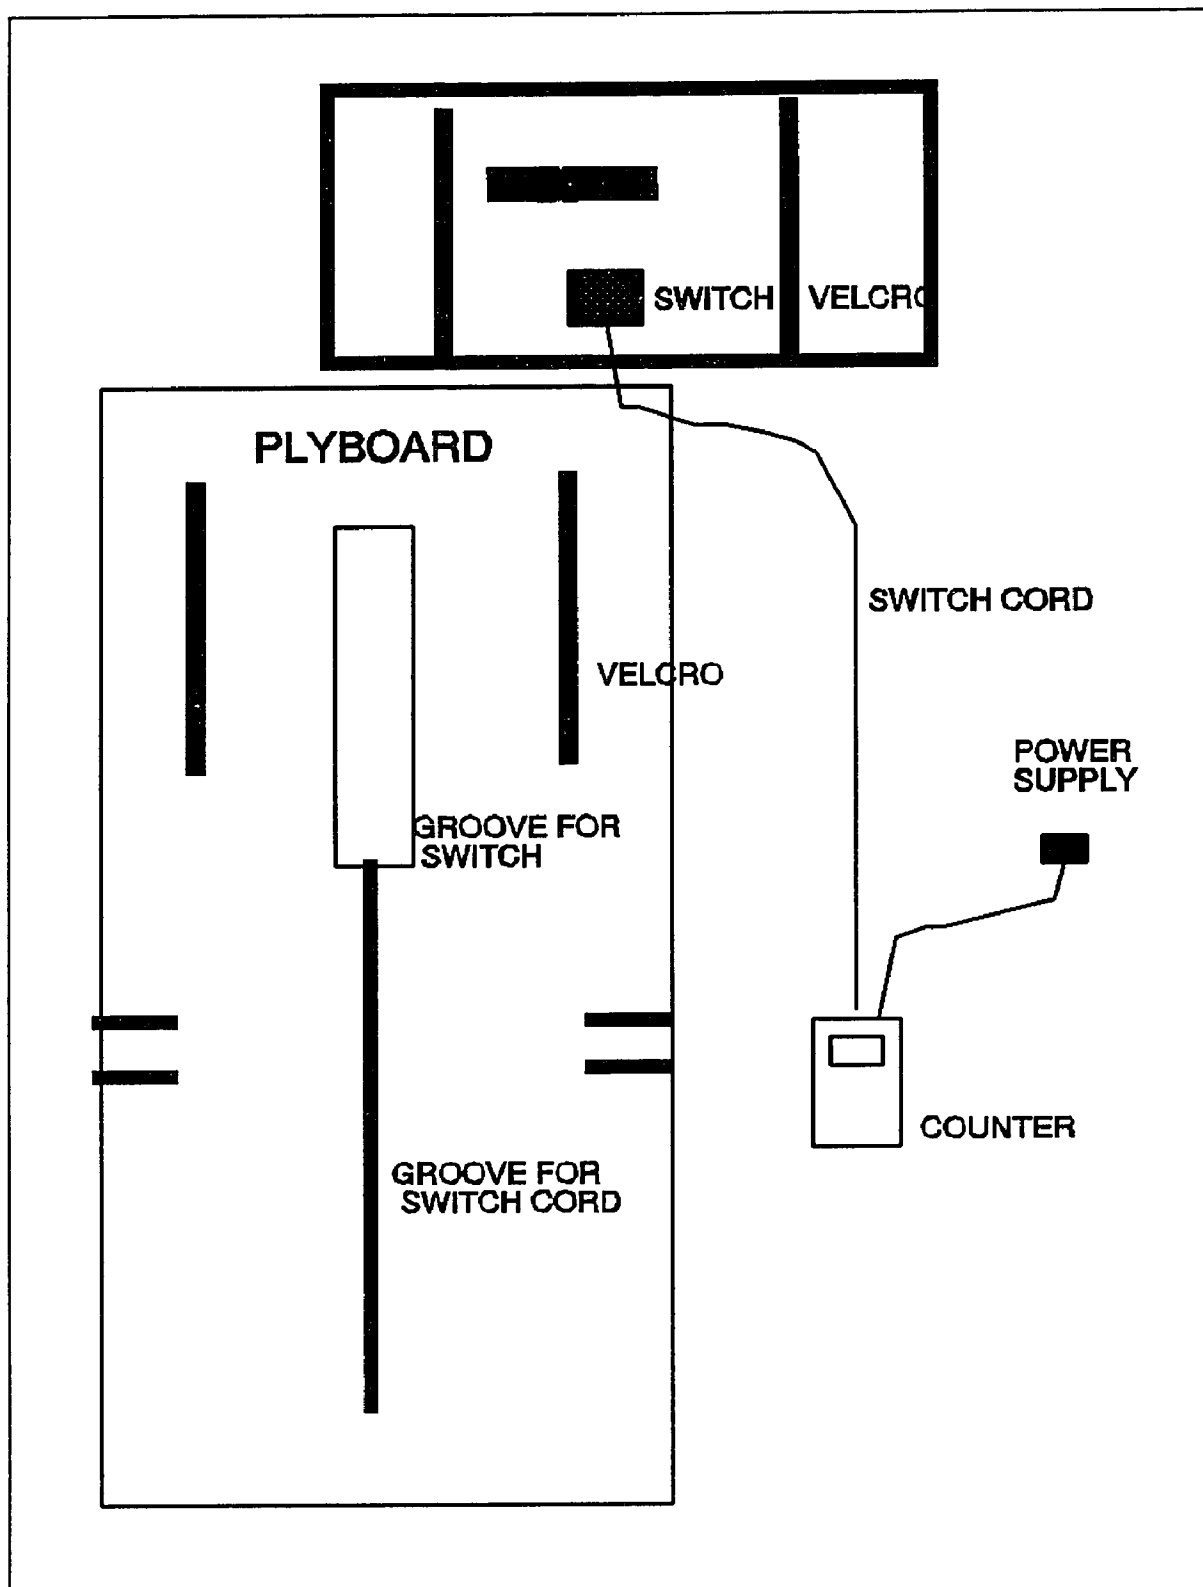 SWITCH
VELCRO
PLYBOARD
SWITCH CORD
VELCRO
POWER
SUPPLY
GROOVE FOR
SWITCH
COUNTER
GROOVE FOR
SWITCH CORD